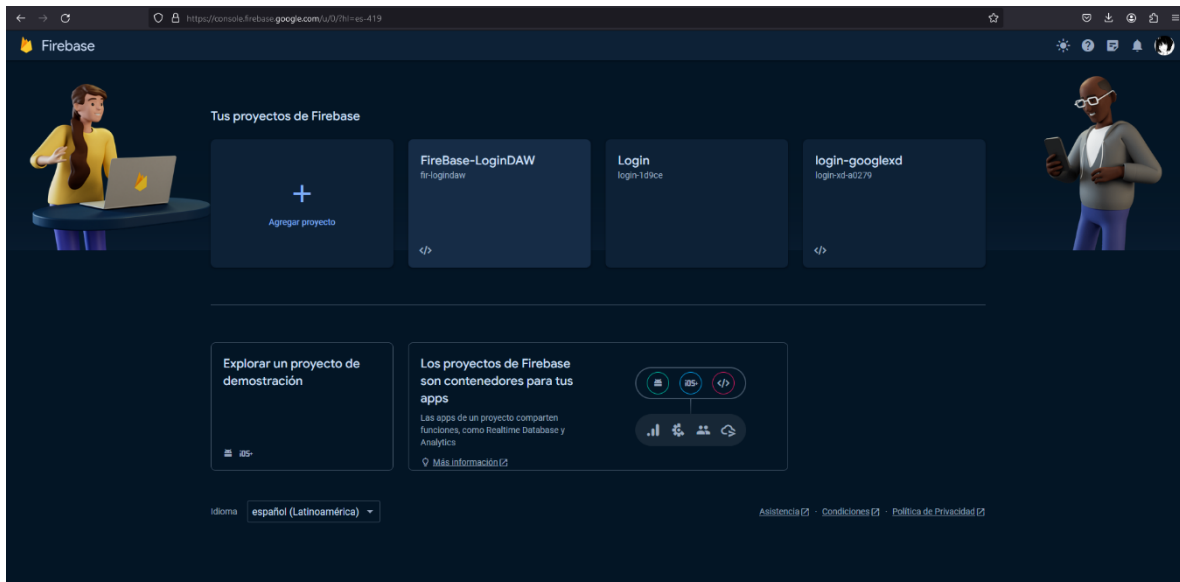 https://console.firebase.google.com/u/0/?hl=es-419
Firebase
Tus proyectos de Firebase
Agregar proyecto
FireBase-LoginDAW
fir-logindaw
</>
Login
login-1d9ce
login-googlexd
login-xd-a0279
</>
Explorar un proyecto de
demostración
iOS+
Los proyectos de Firebase
son contenedores para tus
apps
Las apps de un proyecto comparten
funciones, como Realtime Database y
Analytics
Más información
iOS+
</>
Idioma
español (Latinoamérica)
Asistencia · Condiciones · Política de Privacidad